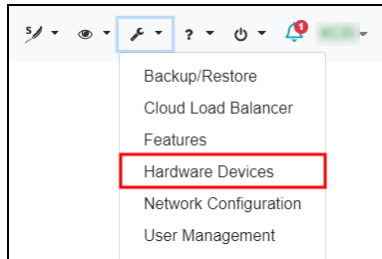 S ?
1
Backup/Restore
Cloud Load Balancer
Features
Hardware Devices
Network Configuration
User Management